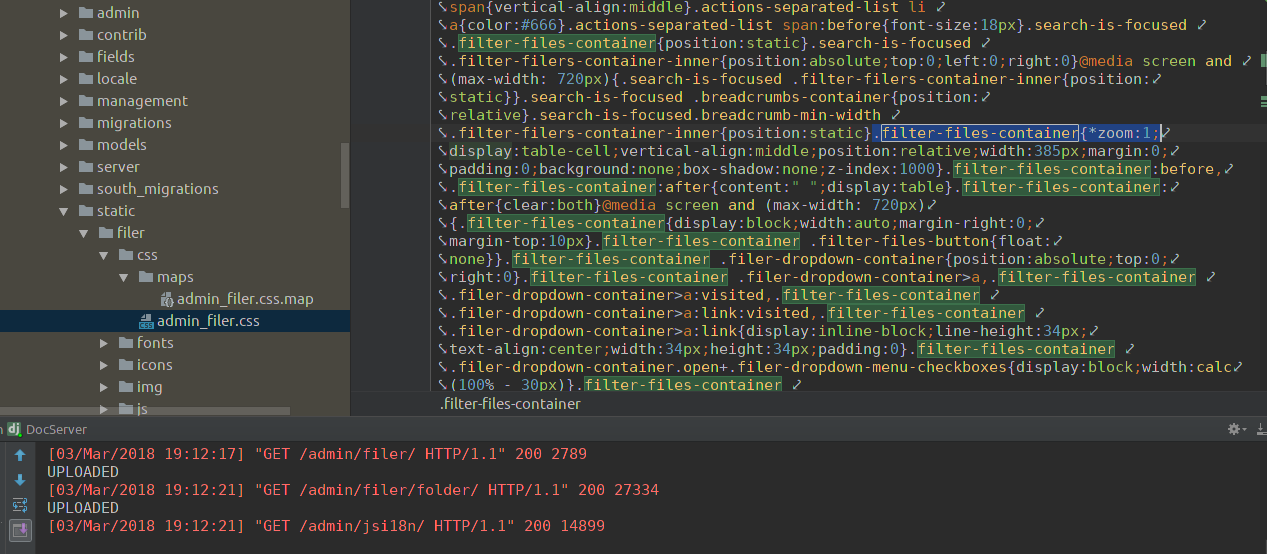 admin
contrib
fields
locale
management
migrations
models
server
south_migrations
static
filer
css
maps
admin_filer.css.map
admin_filer.css
fonts
icons
img
js
span{vertical-align:middle}.actions-separated-list li
a{color:#666}.actions-separated-list span:before{font-size:18px}.search-is-focused
.filter-files-container{position:static}.search-is-focused
.filter-filers-container-inner{position:absolute;top:0;left:0;right:0}@media screen and
(max-width: 720px){.search-is-focused .filter-filers-container-inner{position:
static}}.search-is-focused .breadcrumbs-container{position:
relative}.search-is-focused.breadcrumb-min-width
.filter-filers-container-inner{position:static}.filter-files-container{*zoom:1;
display:table-cell;vertical-align:middle;position:relative;width:385px;margin:0;
padding:0;background:none;box-shadow:none;z-index:1000}.filter-files-container:before,
.filter-files-container:after{content:" ";display:table}.filter-files-container:
after{clear:both}@media screen and (max-width: 720px)
{.filter-files-container{display:block;width:auto;margin-right:0;
margin-top:10px}.filter-files-container .filter-files-button{float:
none}}.filter-files-container .filer-dropdown-container{position:absolute;top:0;
right:0}.filter-files-container .filer-dropdown-container>a,.filter-files-container
.filer-dropdown-container>a:visited,.filter-files-container
.filer-dropdown-container>a:link:visited,.filter-files-container
.filer-dropdown-container>a:link{display:inline-block;line-height:34px;
text-align:center;width:34px;height:34px;padding:0}.filter-files-container
.filer-dropdown-container.open+.filer-dropdown-menu-checkboxes{display:block;width:calc
(100% - 30px)}.filter-files-container
.filter-files-container
dj DocServer
[03/Mar/2018 19:12:17] "GET /admin/filer/ HTTP/1.1" 200 2789
UPLOADED
[03/Mar/2018 19:12:21] "GET /admin/filer/folder/ HTTP/1.1" 200 27334
UPLOADED
[03/Mar/2018 19:12:21] "GET /admin/jsi18n/ HTTP/1.1" 200 14899